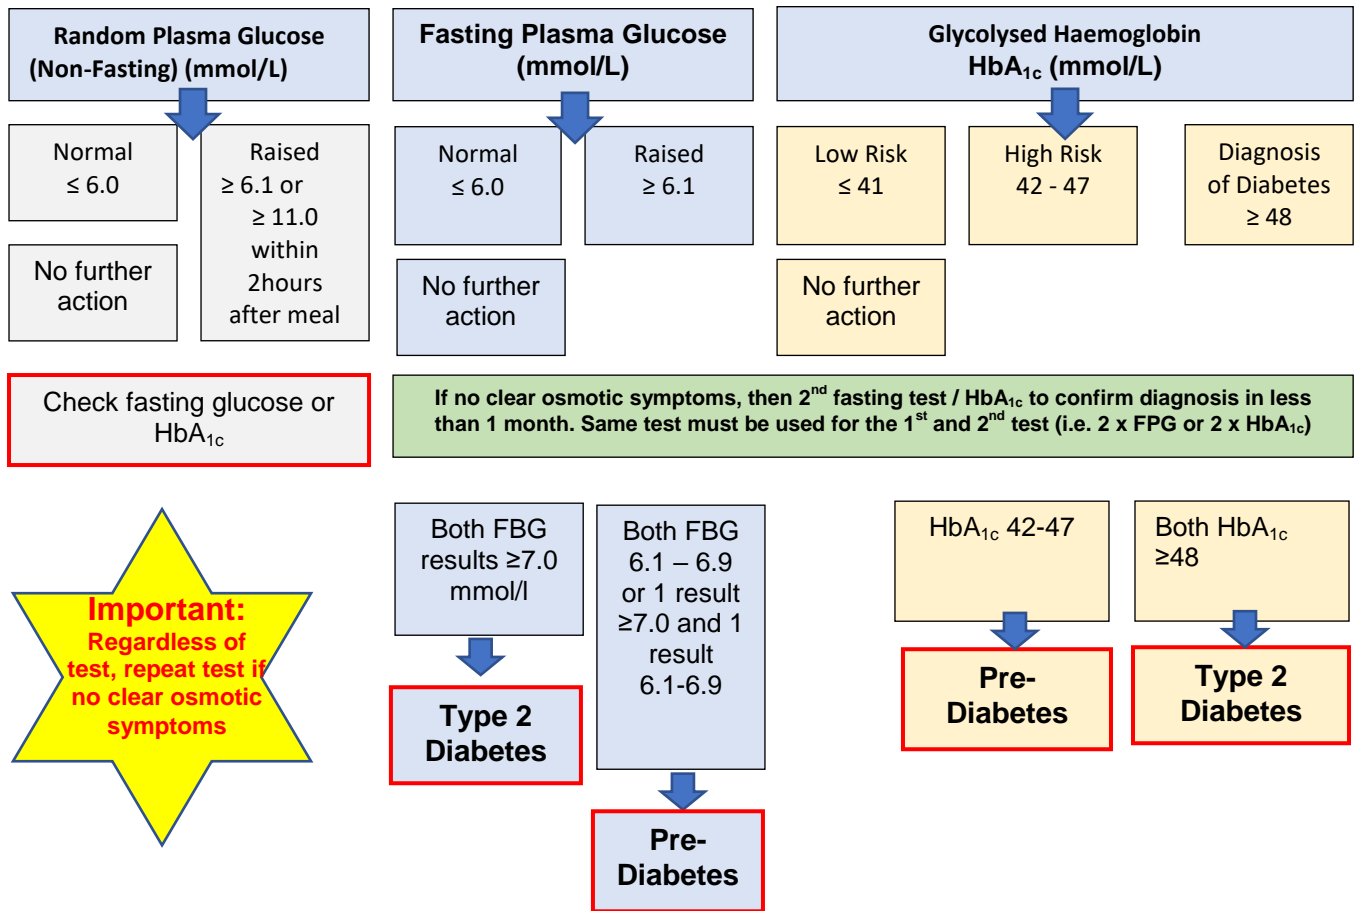 Random Plasma Glucose
(Non-Fasting) (mmol/L)
Normal
≤ 6.0
Raised
≥ 6.1 or
≥ 11.0
within
2hours
after meal
No further
action
Check fasting glucose or
HbA1c
Fasting Plasma Glucose
(mmol/L)
Normal
≤ 6.0
Raised
≥ 6.1
No further
action
Glycolysed Haemoglobin
HbA1c (mmol/L)
Low Risk
≤ 41
High Risk
42 - 47
Diagnosis
of Diabetes
≥ 48
No further
action
If no clear osmotic symptoms, then 2nd fasting test / HbA1c to confirm diagnosis in less
than 1 month. Same test must be used for the 1st and 2nd test (i.e. 2 x FPG or 2 x HbA1c)
Important:
Regardless of
test, repeat test if
no clear osmotic
symptoms
Both FBG
results ≥7.0
mmol/l
Type 2
Diabetes
Both FBG
6.1 – 6.9
or 1 result
≥7.0 and 1
result
6.1-6.9
Pre-
Diabetes
HbA1c 42-47
Pre-
Diabetes
Both HbA1c
≥48
Type 2
Diabetes